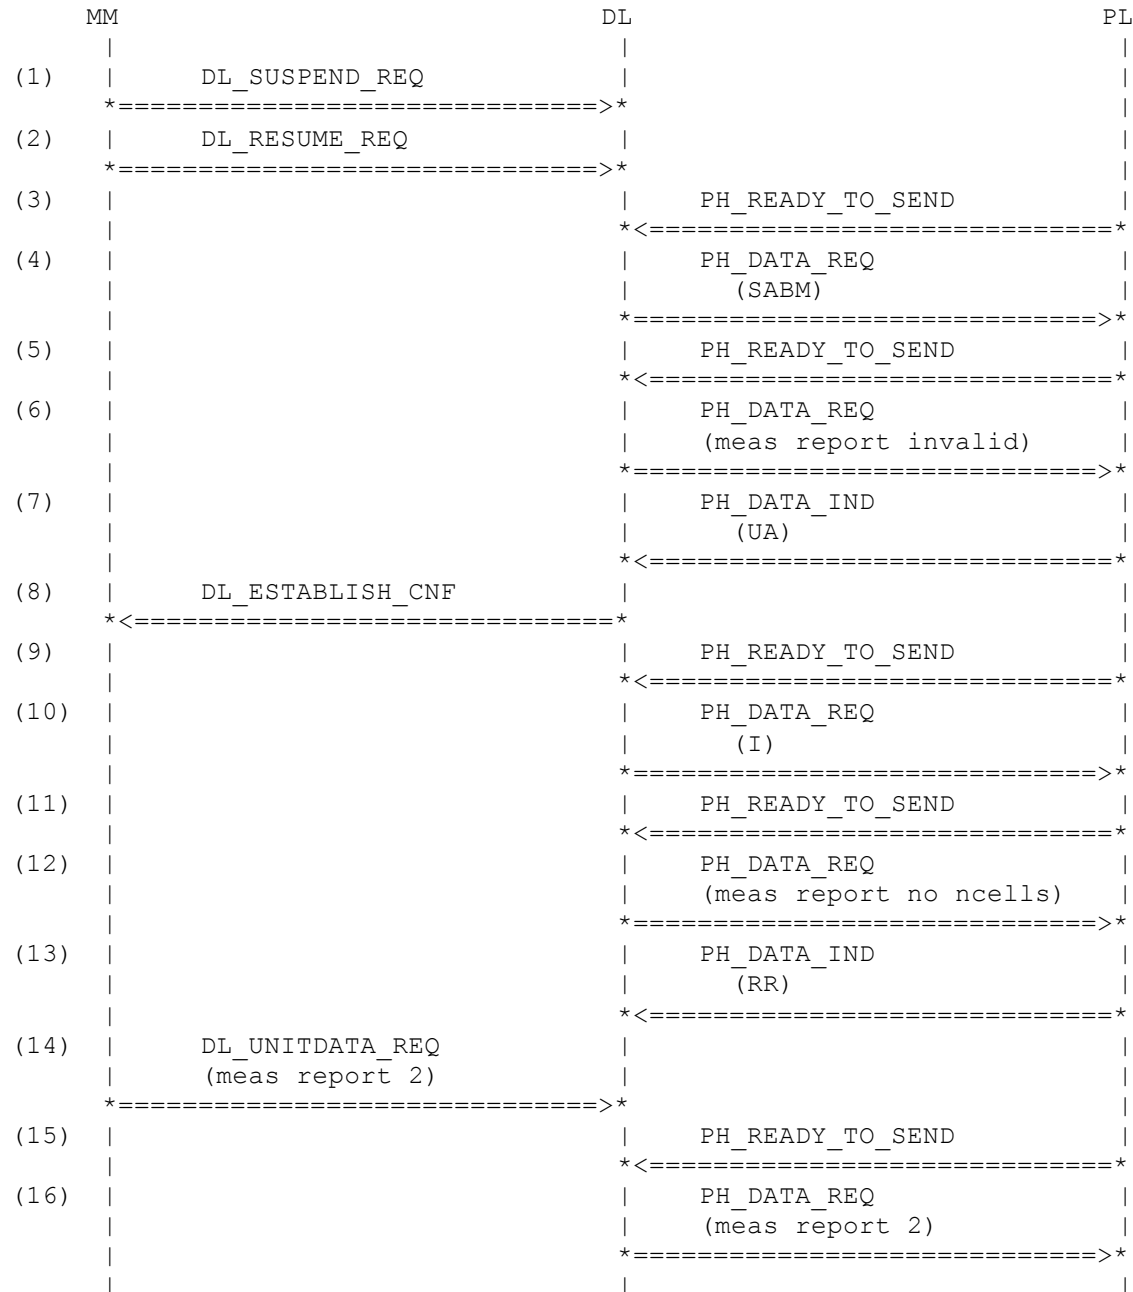 MM DL PL
| | |
(1) | DL_SUSPEND_REQ | |
*==============================>* |
(2) | DL_RESUME_REQ | |
*==============================>* |
(3) | | PH_READY_TO_SEND |
| *<=============================*
(4) | | PH_DATA_REQ |
| | (SABM) |
| *=============================>*
(5) | | PH_READY_TO_SEND |
| *<=============================*
(6) | | PH_DATA_REQ |
| | (meas report invalid) |
| *=============================>*
(7) | | PH_DATA_IND |
| | (UA) |
| *<=============================*
(8) | DL_ESTABLISH_CNF | |
*<==============================* |
(9) | | PH_READY_TO_SEND |
| *<=============================*
(10) | | PH_DATA_REQ |
| | (I) |
| *=============================>*
(11) | | PH_READY_TO_SEND |
| *<=============================*
(12) | | PH_DATA_REQ |
| | (meas report no ncells) |
| *=============================>*
(13) | | PH_DATA_IND |
| | (RR) |
| *<=============================*
(14) | DL_UNITDATA_REQ | |
| (meas report 2) | |
*==============================>* |
(15) | | PH_READY_TO_SEND |
| *<=============================*
(16) | | PH_DATA_REQ |
| | (meas report 2) |
| *=============================>*
| | |